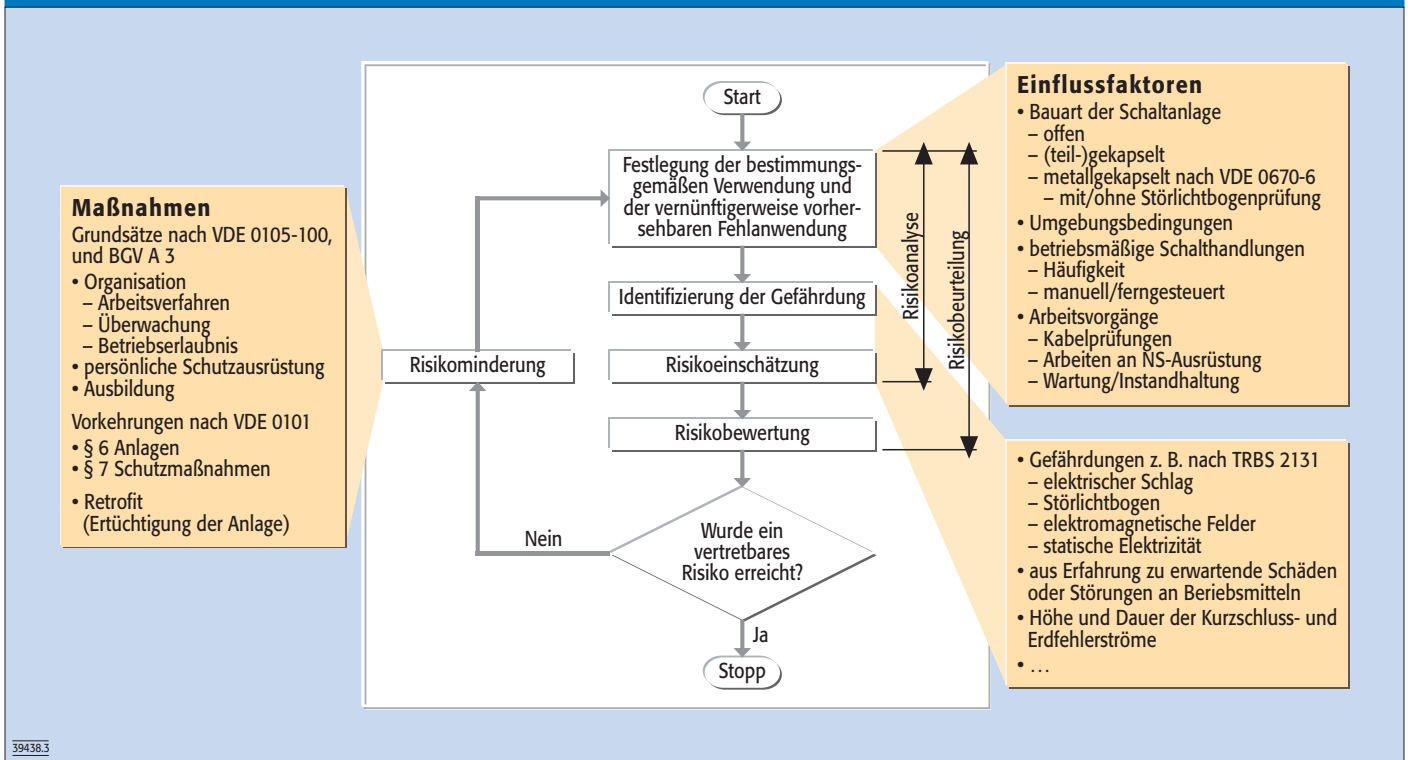 Start
Festlegung der bestimmungs-
gemäßen Verwendung und
der vernünftigerweise vorher-
sehbaren Fehlanwendung
Identifizierung der Gefährdung
Risikoeinschätzung
Risikobewertung
Wurde ein
vertretbares
Risiko erreicht?
Nein
Ja
Stopp
Risikominderung
Risikoanalyse
Risikobeurteilung
Maßnahmen
Grundsätze nach VDE 0105-100,
und BGV A 3
• Organisation
– Arbeitsverfahren
– Überwachung
– Betriebserlaubnis
• persönliche Schutzausrüstung
• Ausbildung
Vorkehrungen nach VDE 0101
• § 6 Anlagen
• § 7 Schutzmaßnahmen
• Retrofit
(Ertüchtigung der Anlage)
Einflussfaktoren
• Bauart der Schaltanlage
– offen
– (teil-)gekapselt
– metallgekapselt nach VDE 0670-6
– mit/ohne Störlichtbogenprüfung
• Umgebungsbedingungen
• betriebsmäßige Schalthandlungen
– Häufigkeit
– manuell/ferngesteuert
• Arbeitsvorgänge
– Kabelprüfungen
– Arbeiten an NS-Ausrüstung
– Wartung/Instandhaltung
• Gefährdungen z. B. nach TRBS 2131
– elektrischer Schlag
– Störlichtbogen
– elektromagnetische Felder
– statische Elektrizität
• aus Erfahrung zu erwartende Schäden
oder Störungen an Beriebsmitteln
• Höhe und Dauer der Kurzschluss- und
Erdfehlerströme
• …
39438.3